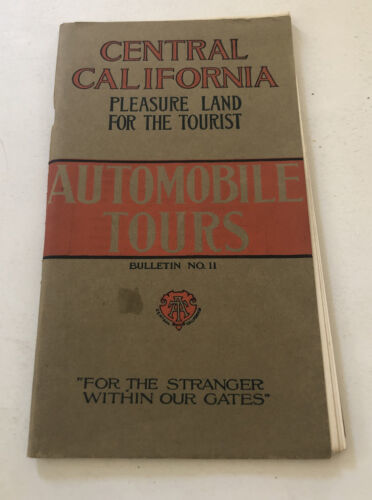 CENTRAL
CALIFORNIA
PLEASURE LAND
FOR THE TOURIST
AUTOMOBILE
TOURS
BULLETIN NO. 11
"FOR THE STRANGER
WITHIN OUR GATES"